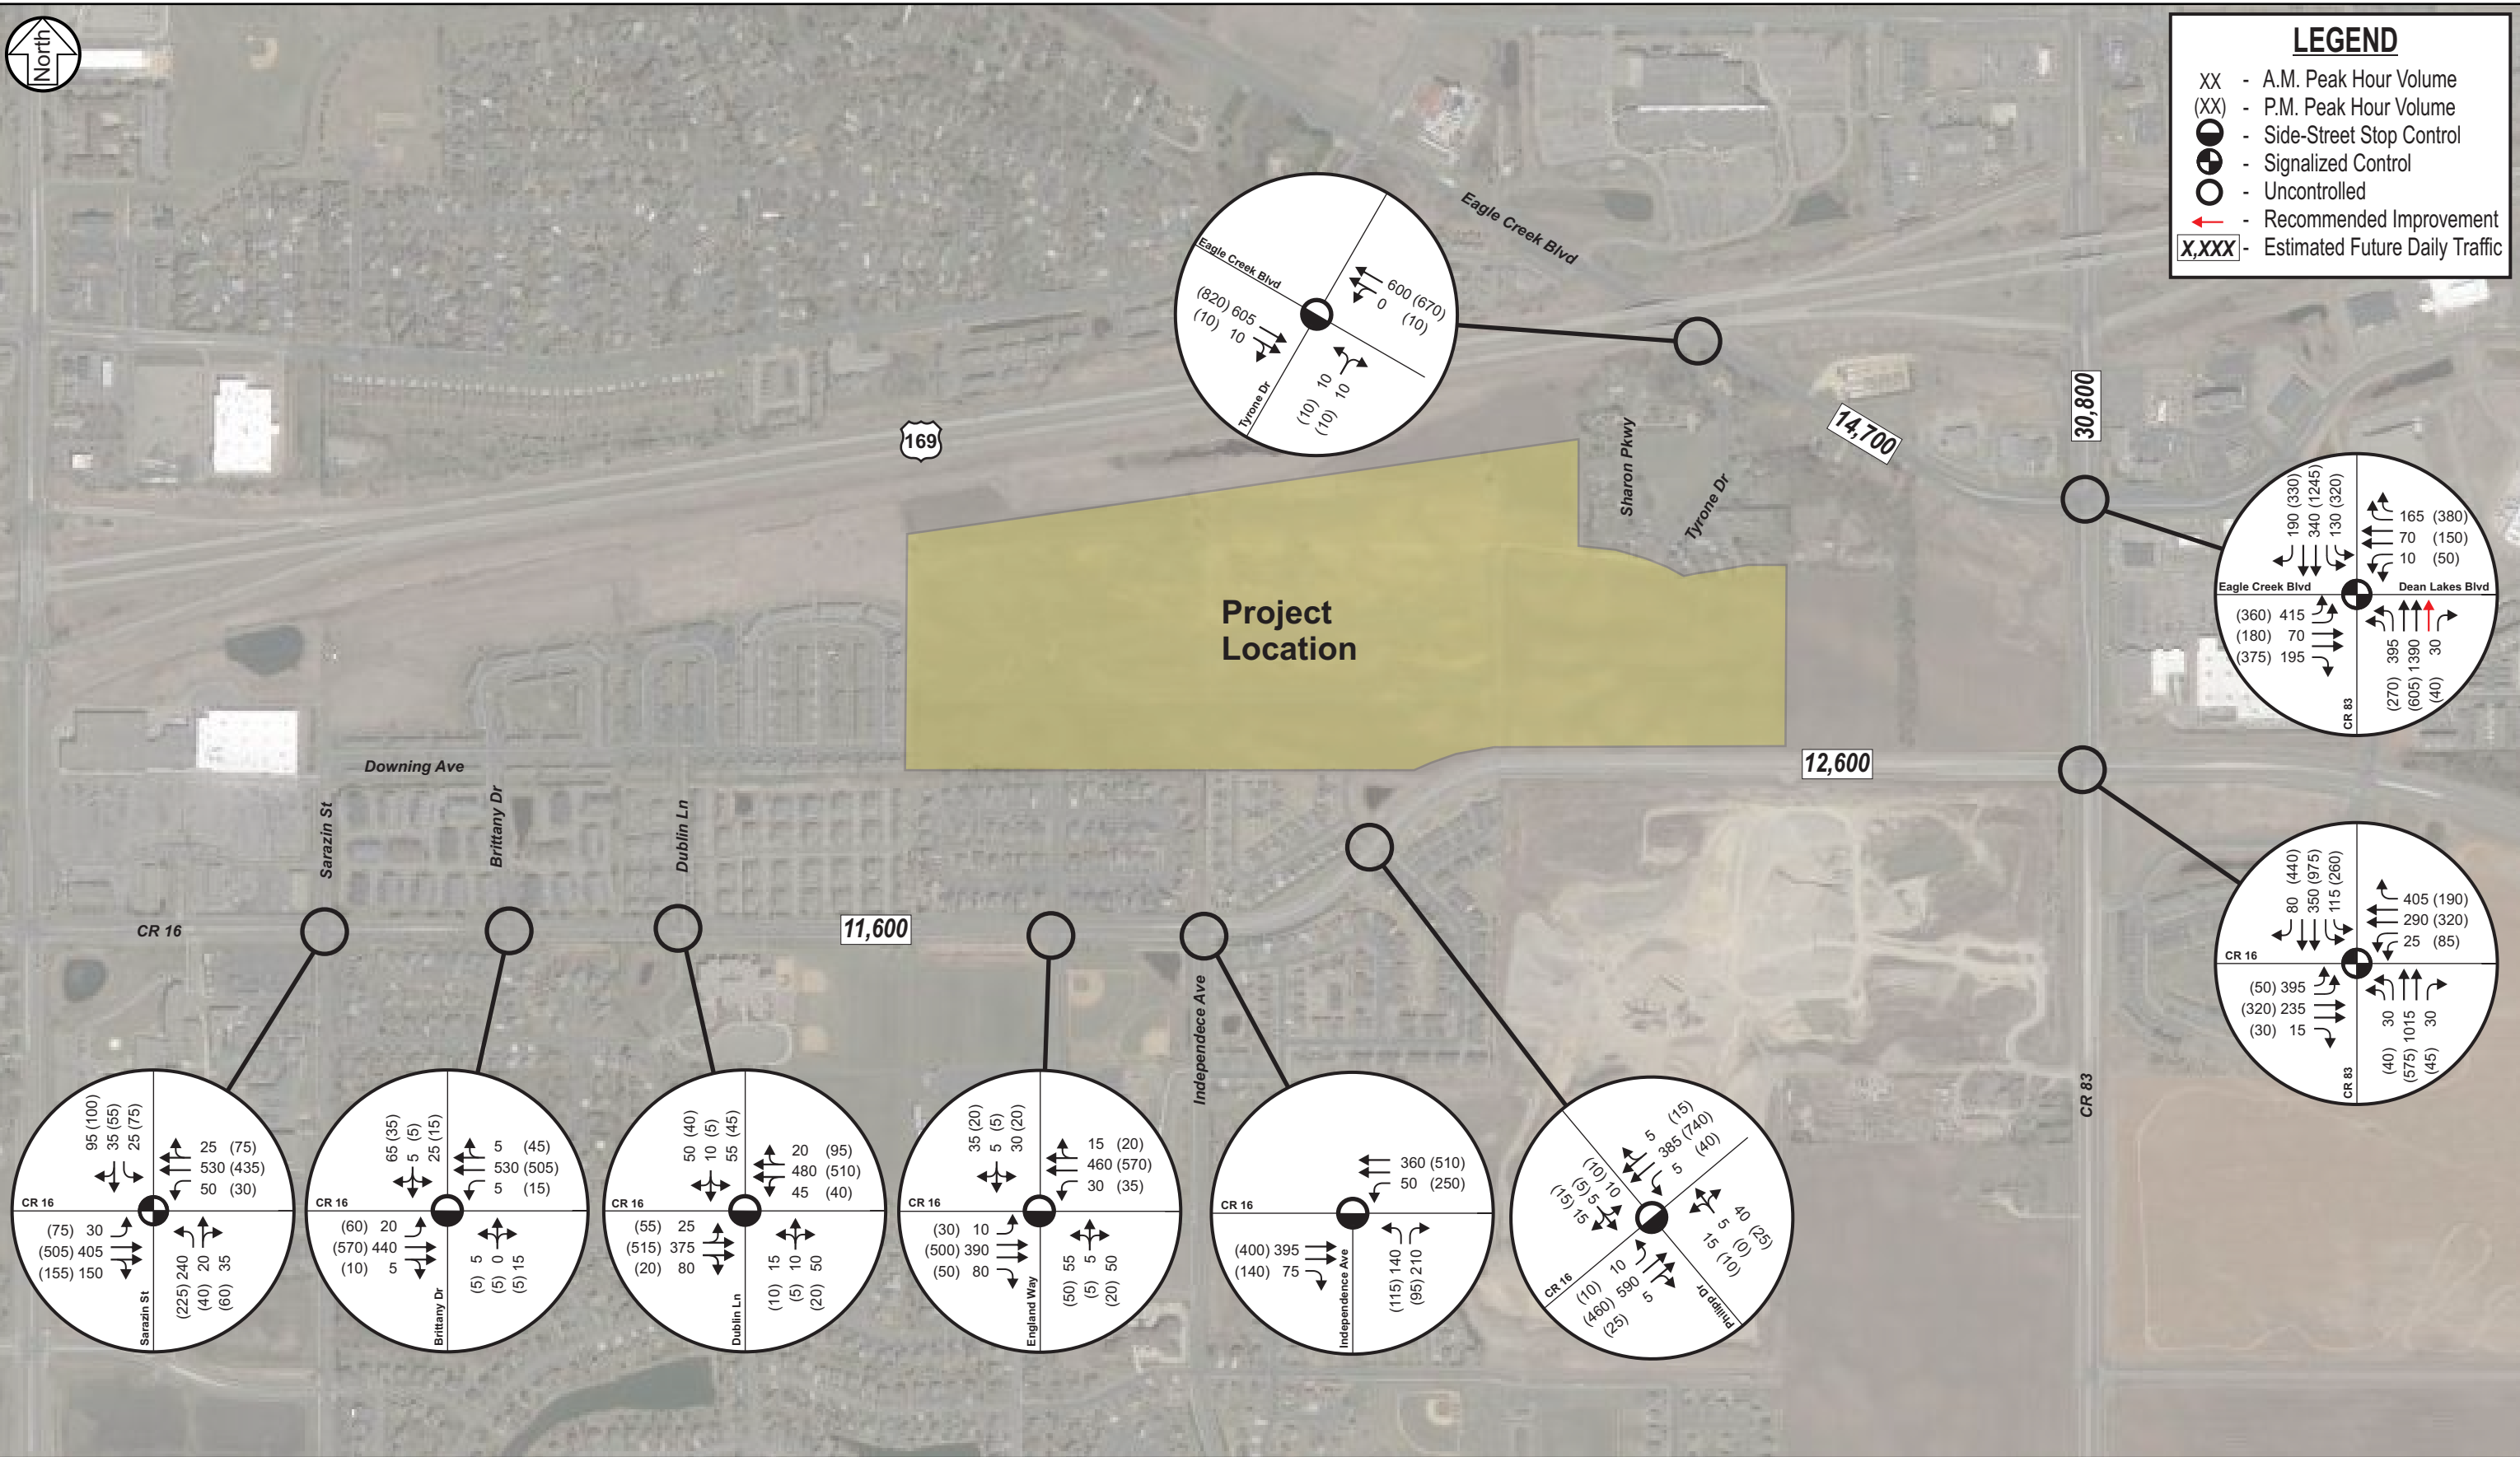 North
LEGEND
XX - A.M. Peak Hour Volume
(XX) - P.M. Peak Hour Volume
- Side-Street Stop Control
- Signalized Control
- Uncontrolled
- Recommended Improvement
X,XXX - Estimated Future Daily Traffic
Eagle Creek Blvd
Eagle Creek Blvd
600 (670)
0 (10)
(820) 605
(10) 10
(10) 10
(10) 10
Tyrone Dr
169
Sharon Pkwy
Tyrone Dr
14,700
30,800
190 (330)
340 (1245)
130 (320)
165 (380)
70 (150)
10 (50)
Eagle Creek Blvd
Dean Lakes Blvd
(360) 415
(180) 70
(375) 195
(270) 395
(605) 1390
(40) 30
CR 83
Project
Location
Downing Ave
12,600
Sarazin St
Brittany Dr
Dublin Ln
CR 16
11,600
Independece Ave
CR 83
80 (440)
350 (975)
115 (260)
405 (190)
290 (320)
25 (85)
CR 16
(50) 395
(320) 235
(30) 15
(40) 30
(575) 1015
(45) 30
CR 83
95 (100)
35 (55)
25 (75)
25 (75)
530 (435)
50 (30)
CR 16
(75) 30
(505) 405
(155) 150
(225) 240
(40) 20
(60) 35
Sarazin St
65 (35)
5 (5)
25 (15)
5 (45)
530 (505)
5 (15)
CR 16
(60) 20
(570) 440
(10) 5
(5) 5
(5) 0
(5) 15
Brittany Dr
50 (40)
10 (5)
55 (45)
20 (95)
480 (510)
45 (40)
CR 16
(55) 25
(515) 375
(20) 80
(10) 15
(5) 10
(20) 50
Dublin Ln
35 (20)
5 (5)
30 (20)
15 (20)
460 (570)
30 (35)
CR 16
(30) 10
(500) 390
(50) 80
(50) 55
(5) 5
(20) 50
England Way
360 (510)
50 (250)
CR 16
(400) 395
(140) 75
(115) 140
(95) 210
Independence Ave
5 (15)
385 (740)
5 (40)
(10) 10
(5) 5
(15) 15
40 (25)
5 (0)
15 (10)
CR 16
(10) 10
(460) 590
(25) 5
Philipp Dr